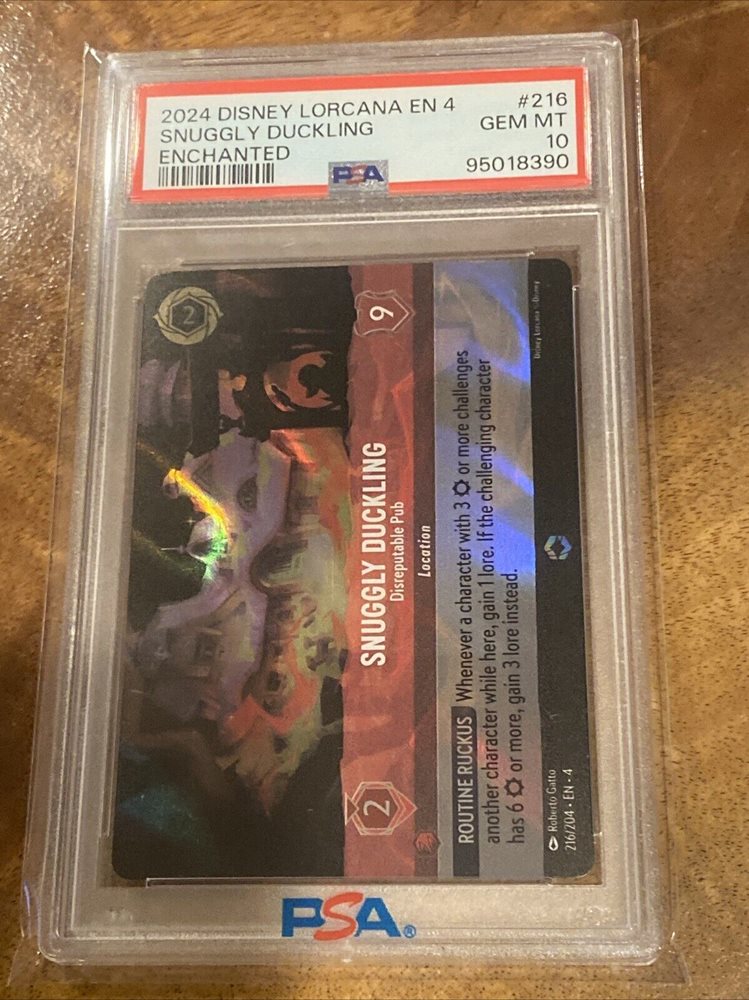 2024 DISNEY LORCANA EN 4
#216
SNUGGLY DUCKLING
GEM MT
ENCHANTED
10
PSA
95018390
2
9
SNUGGLY DUCKLING
Disreputable Pub
2
Location
ROUTINE RUCKUS Whenever a character with 3 or more challenges
another character while here, gain 1 lore. If the challenging character
has 6 or more, gain 3 lore instead.
Roberto Gatto
216/204 • EN • 4
Disney Lorcana © Disney
PSA®